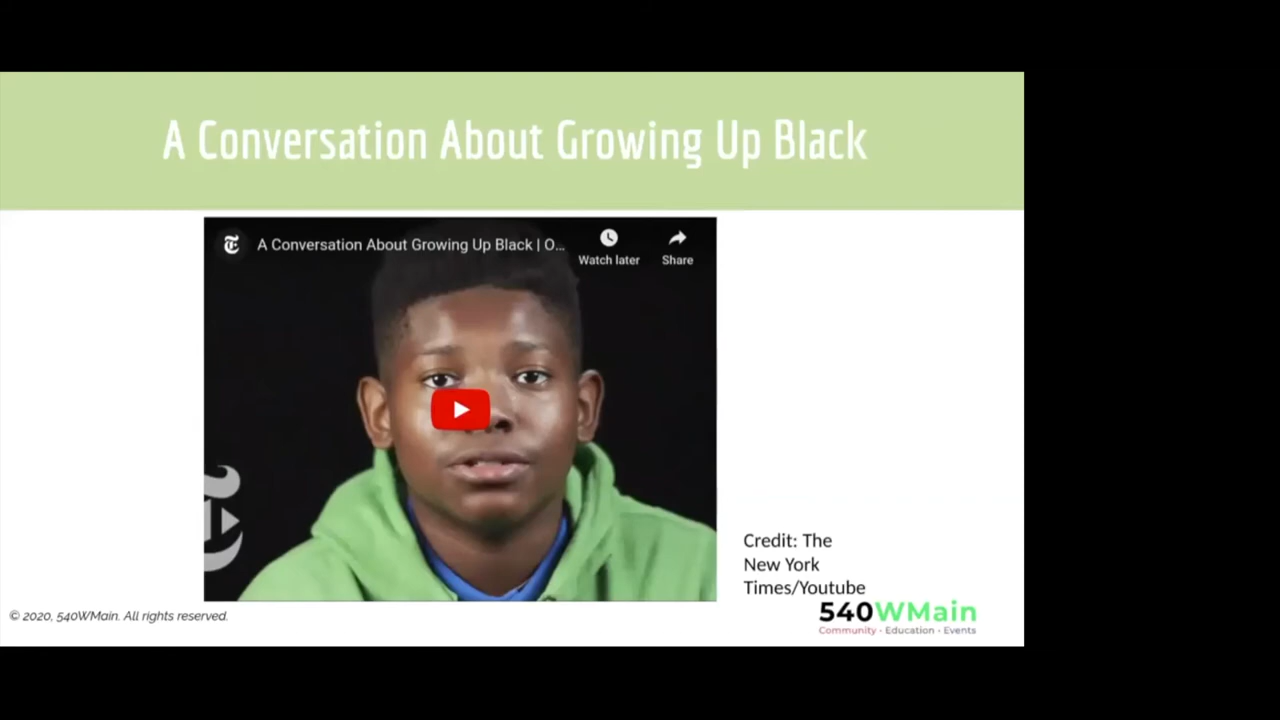 A Conversation About Growing Up Black
A Conversation About Growing Up Black | O...
Watch later
Share
Credit: The
New York
Times/Youtube
© 2020, 540WMain. All rights reserved.
540WMain
Community · Education · Events